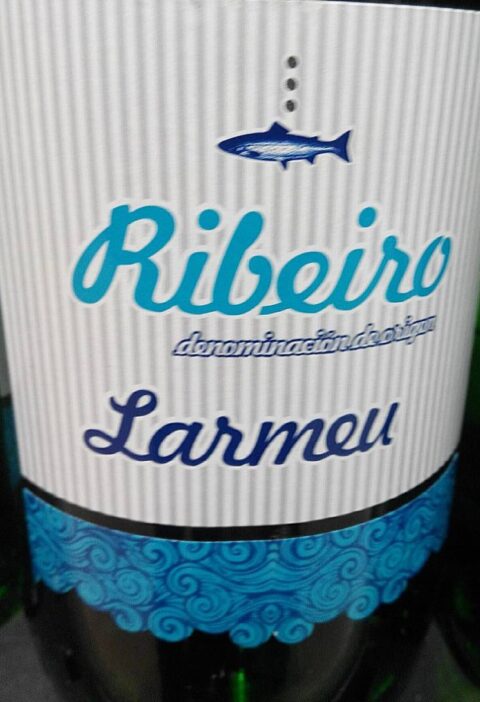 Ribeiro
denominación de origen
Larmeu